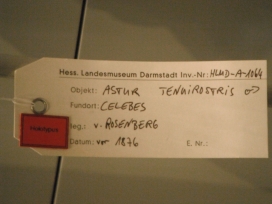 Hess. Landesmuseum Darmstadt Inv.-Nr: HLMD-A-1064
Objekt: ASTUR TENUIROSTRIS ♂
Fundort: CELEBES
leg.: v. ROSENBERG
Datum: vor 1876 E. Nr.: